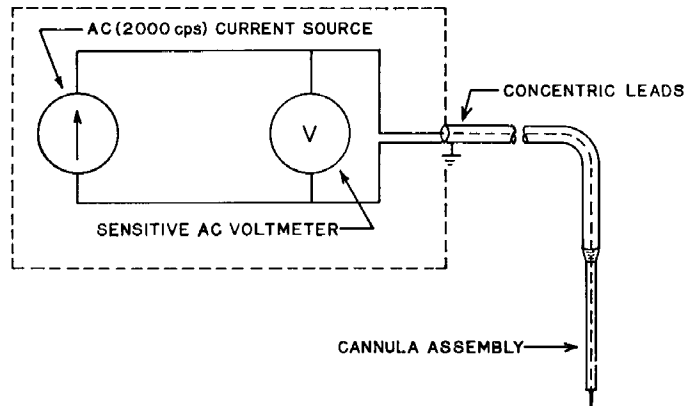 AC (2000 cps) CURRENT SOURCE
CONCENTRIC LEADS
V
SENSITIVE AC VOLTMETER
CANNULA ASSEMBLY